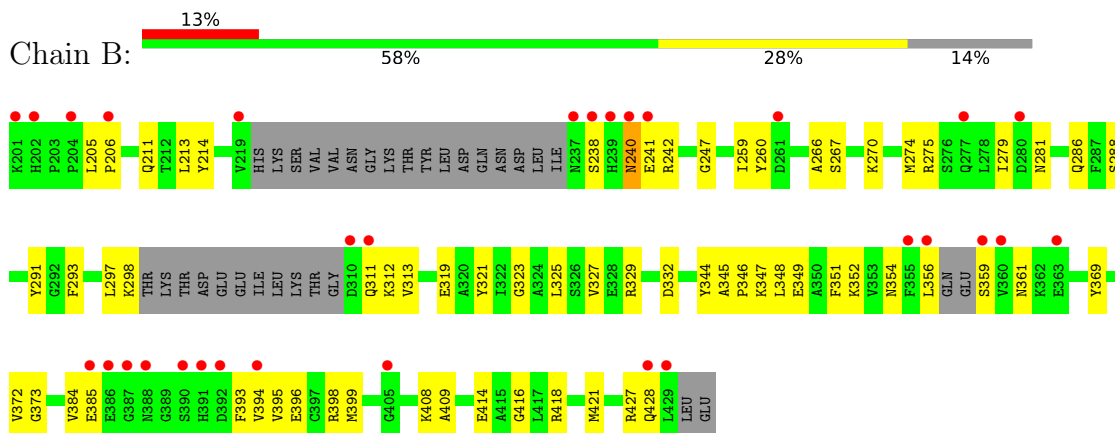 13%
Chain B:
58% 28% 14%
K201 H202 P203 P204 L205 P206 Q211 T212 L213 Y214 V219 HIS LYS SER VAL VAL ASN GLY LYS THR TYR LEU ASP GLN ASN ASP LEU ILE N237 S238 H239 N240 E241 R242 G247 I259 Y260 D261 A266 S267 K270 M274 R275 S276 Q277 L278 I279 D280 N281 Q286 F287 S288
Y291 G292 F293 L297 K298 THR LYS THR ASP GLU GLU ILE LEU LYS THR GLY D310 Q311 K312 V313 E319 A320 Y321 I322 G323 A324 L325 S326 V327 E328 R329 D332 Y344 A345 P346 K347 L348 E349 A350 F351 K352 V353 N354 F355 L356 GLN GLU S359 V360 N361 K362 E363 Y369
V372 G373 V384 E385 E386 G387 N388 G389 S390 H391 D392 F393 V394 V395 E396 C397 R398 M399 G405 K408 A409 E414 A415 G416 L417 R418 M421 R427 Q428 L429 LEU GLU